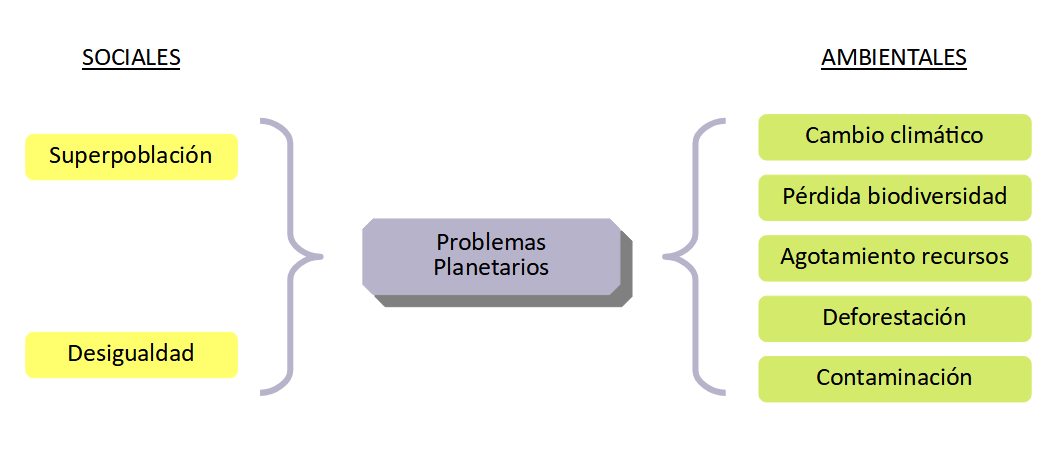 SOCIALES
Superpoblación
Desigualdad
Problemas
Planetarios
AMBIENTALES
Cambio climático
Pérdida biodiversidad
Agotamiento recursos
Deforestación
Contaminación